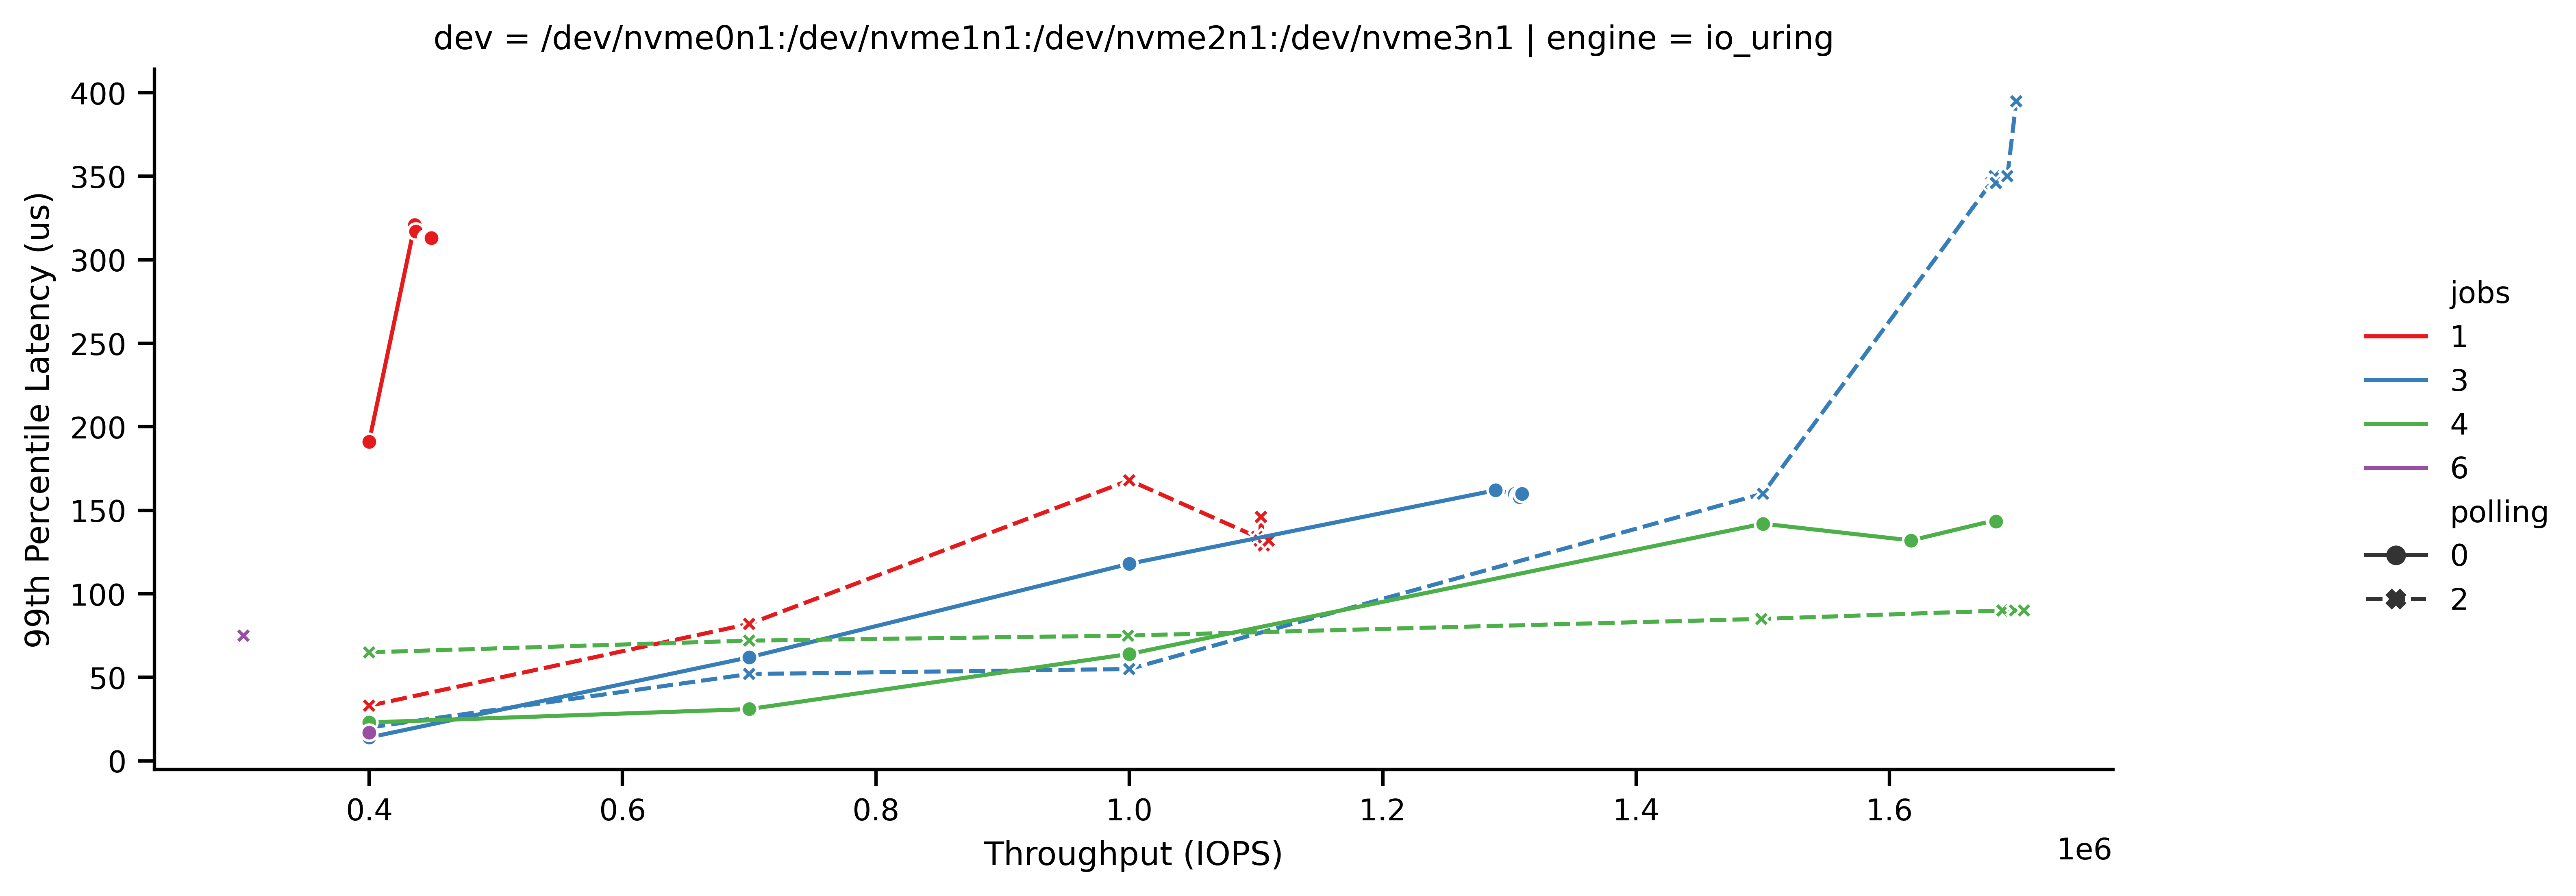 dev = /dev/nvme0n1:/dev/nvme1n1:/dev/nvme2n1:/dev/nvme3n1 | engine = io_uring
99th Percentile Latency (us)
400
350
300
250
200
150
100
50
0
0.4 0.6 0.8 1.0 1.2 1.4 1.6
1e6
Throughput (IOPS)
jobs
1
3
4
6
polling
0
2